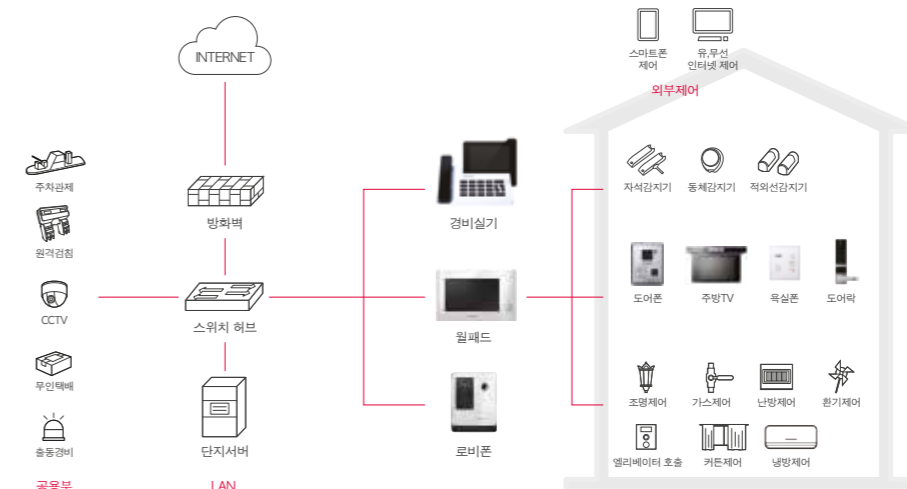 INTERNET
스마트폰
제어
유,무선
인터넷 제어
외부제어
주차관제
방화벽
경비실기
자석감지기
동체감지기
적외선감지기
원격검침
CCTV
스위치 허브
월패드
도어폰
주방TV
욕실폰
도어락
무인택배
조명제어
가스제어
난방제어
환기제어
출동경비
단지서버
로비폰
엘리베이터 호출
커튼제어
냉방제어
공용부
LAN